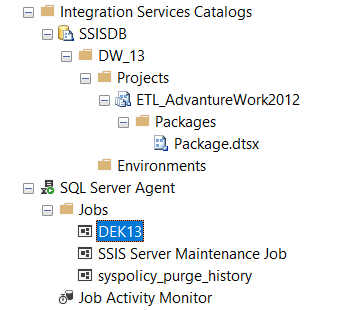 Integration Services Catalogs
SSISDB
DW_13
Projects
ETL_AdvantureWork2012
Packages
Package.dtsx
Environments
SQL Server Agent
Jobs
DEK13
SSIS Server Maintenance Job
syspolicy_purge_history
Job Activity Monitor